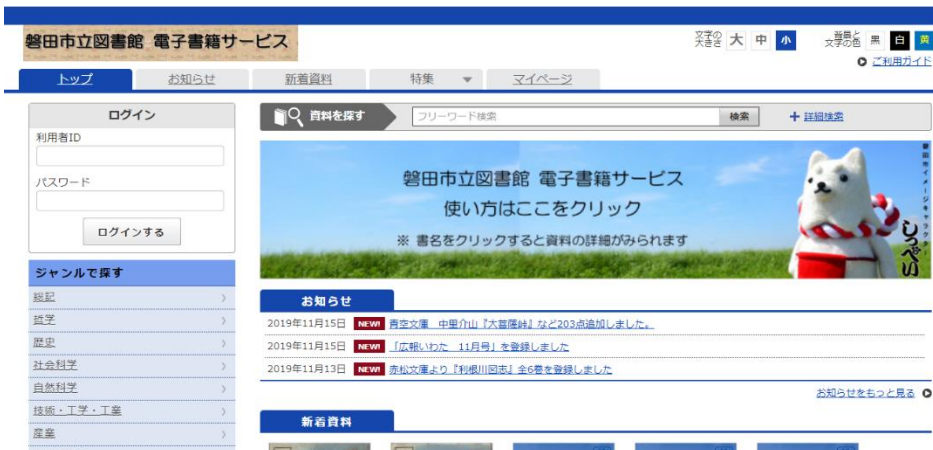 磐田市立図書館 電子書籍サービス
文字の大きさ 大 中 小 背景と文字の色 黒 白 黄
ご利用ガイド
トップ お知らせ 新着資料 特集 マイページ
ログイン
利用者ID
パスワード
ログインする
資料を探す フリーワード検索 検索 + 詳細検索
磐田市立図書館 電子書籍サービス
使い方はここをクリック
※ 書名をクリックすると資料の詳細がみられます
磐田市イメージキャラクター
しっぺい
ジャンルで探す
総記
哲学
歴史
社会科学
自然科学
技術・工学・工業
産業
お知らせ
2019年11月15日 NEW! 青空文庫 中里介山『大菩薩峠』など203点追加しました。
2019年11月15日 NEW! 「広報いわた 11月号」を登録しました
2019年11月13日 NEW! 赤松文庫より『利根川図志』全6巻を登録しました
お知らせをもっと見る
新着資料